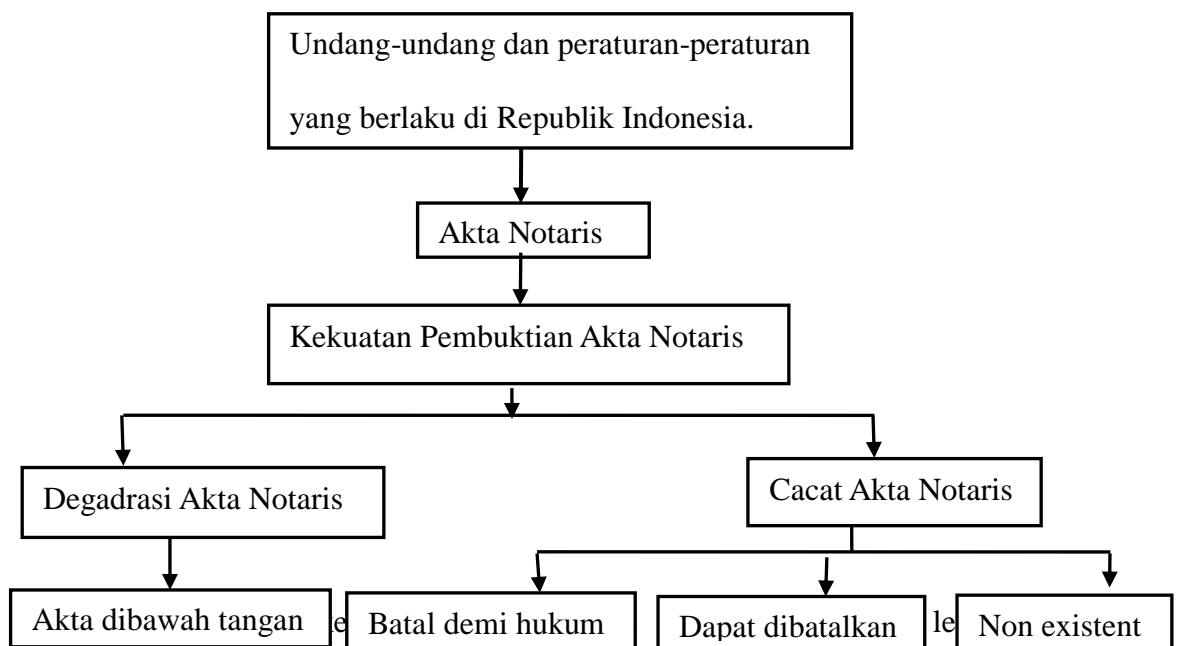 Undang-undang dan peraturan-peraturan
yang berlaku di Republik Indonesia.
Akta Notaris
Kekuatan Pembuktian Akta Notaris
Degadrasi Akta Notaris
Cacat Akta Notaris
Akta dibawah tangan
Batal demi hukum
Dapat dibatalkan
Non existent